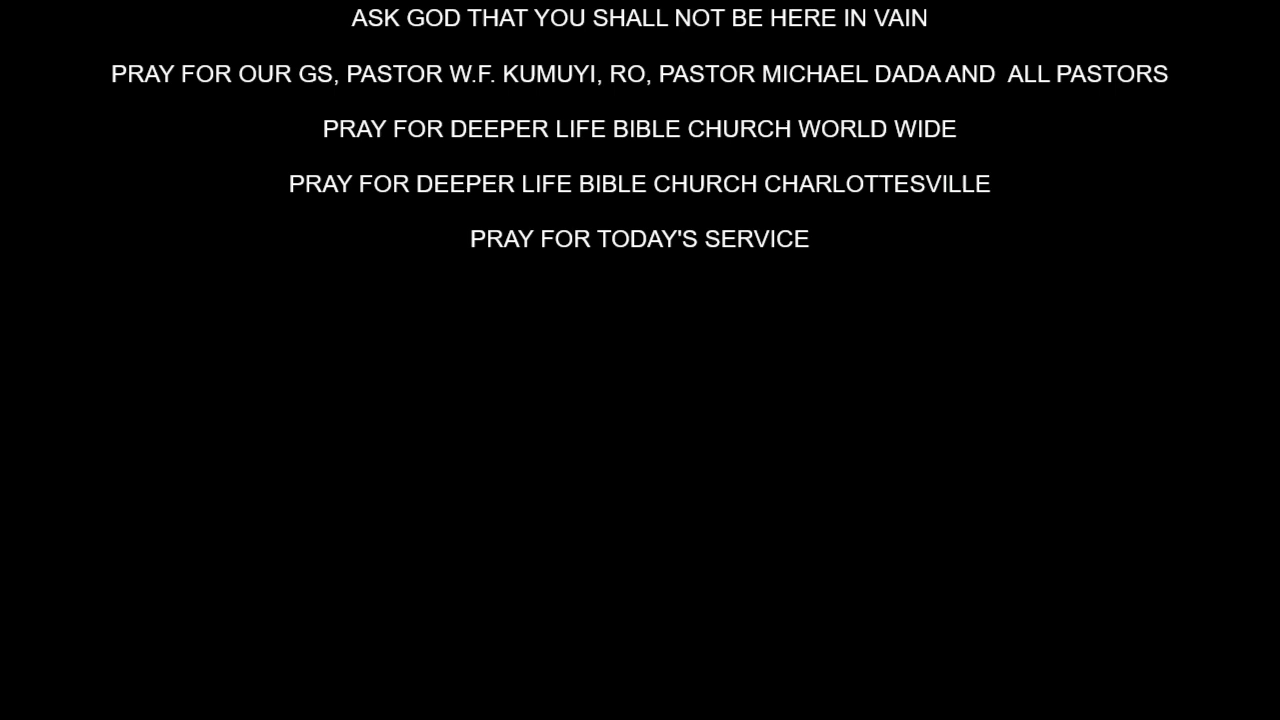 ASK GOD THAT YOU SHALL NOT BE HERE IN VAIN
PRAY FOR OUR GS, PASTOR W.F. KUMUYI, RO, PASTOR MICHAEL DADA AND  ALL PASTORS
PRAY FOR DEEPER LIFE BIBLE CHURCH WORLD WIDE
PRAY FOR DEEPER LIFE BIBLE CHURCH CHARLOTTESVILLE
PRAY FOR TODAY'S SERVICE